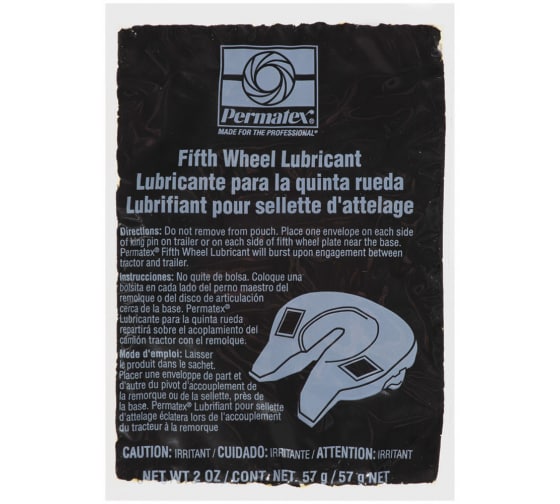 Permatex®
MADE FOR THE PROFESSIONAL®
Fifth Wheel Lubricant
Lubricante para la quinta rueda
Lubrifiant pour sellette d'attelage
Directions: Do not remove from pouch. Place one envelope on each side
of king pin on trailer or on each side of fifth wheel plate near the base.
Permatex® Fifth Wheel Lubricant will burst upon engagement between
tractor and trailer.
Instrucciones: No quite de bolsa. Coloque una
bolsita en cada lado del perno maestro del
remolque o del disco de articulación
cerca de la base. Permatex®
Lubricante para la quinta rueda
repartirá sobre el acoplamiento del
camión tractor con el remolque.
Mode d'emploi: Laisser
le produit dans le sachet.
Placer une enveloppe de part et
d'autre du pivot d'accouplement de
la remorque ou de la sellette, près de
la base. Permatex® Lubrifiant pour sellette
d'attelage éclatera lors de l'accouplement
du tracteur à la remorque
CAUTION: IRRITANT / CUIDADO: IRRITANTE / ATTENTION: IRRITANT
NET WT 2 OZ / CONT. NET. 57 g / 57 g NET